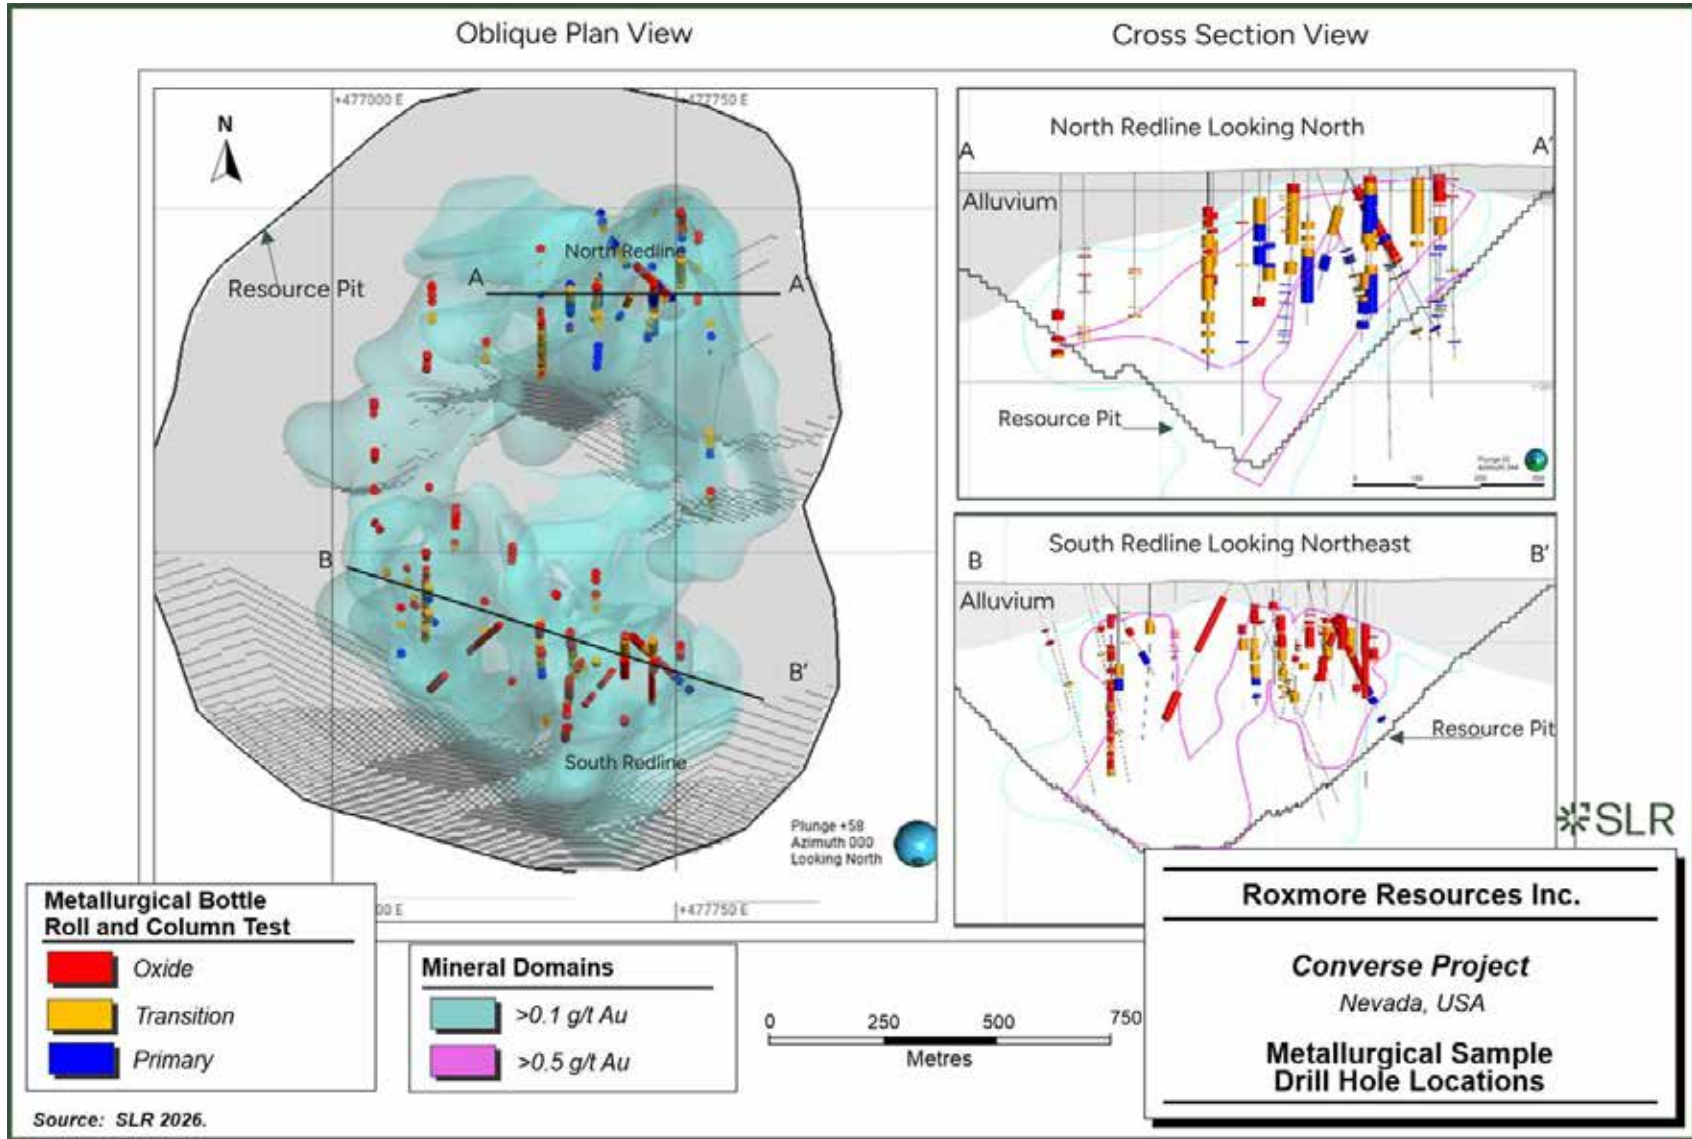 Oblique Plan View
Cross Section View
+477000 E
+477750 E
N
North Redline
A
A'
Resource Pit
B
B'
South Redline
Plunge +58
Azimuth 000
Looking North
00 E
+477750 E
North Redline Looking North
A
A'
Alluvium
Resource Pit
South Redline Looking Northeast
B
B'
Alluvium
Resource Pit
SLR
Metallurgical Bottle
Roll and Column Test
Oxide
Transition
Primary
Mineral Domains
>0.1 g/t Au
>0.5 g/t Au
0 250 500 750
Metres
Roxmore Resources Inc.
Converse Project
Nevada, USA
Metallurgical Sample
Drill Hole Locations
Source: SLR 2026.